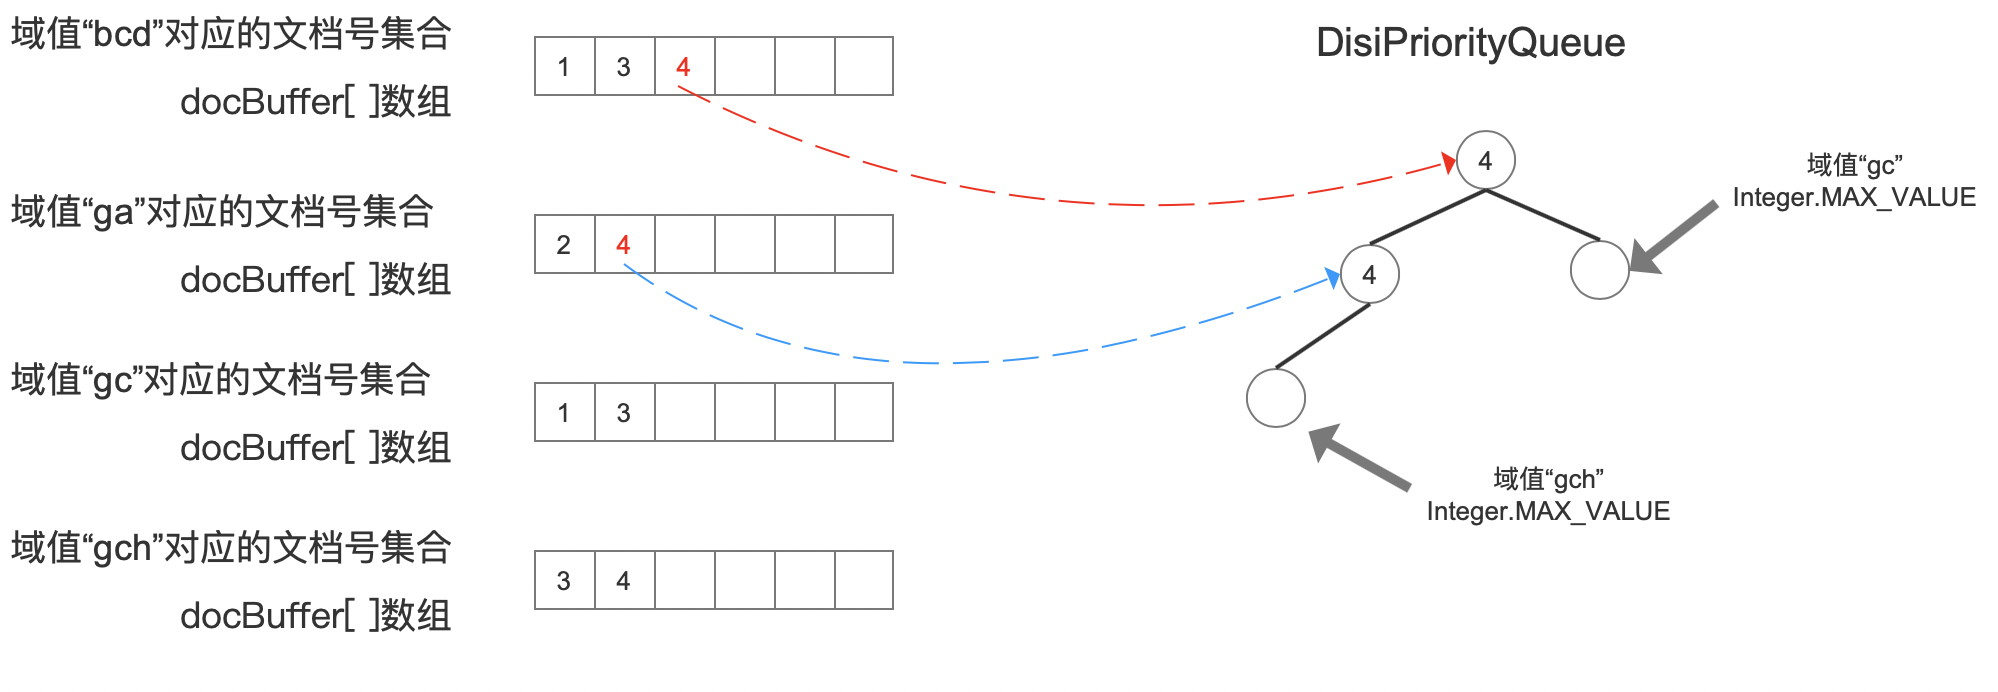 域值“bcd”对应的文档号集合
docBuffer[ ]数组
1 3 4
域值“ga”对应的文档号集合
docBuffer[ ]数组
2 4
域值“gc”对应的文档号集合
docBuffer[ ]数组
1 3
域值“gch”对应的文档号集合
docBuffer[ ]数组
3 4
DisiPriorityQueue
4
域值“gc”
Integer.MAX_VALUE
4
域值“gch”
Integer.MAX_VALUE